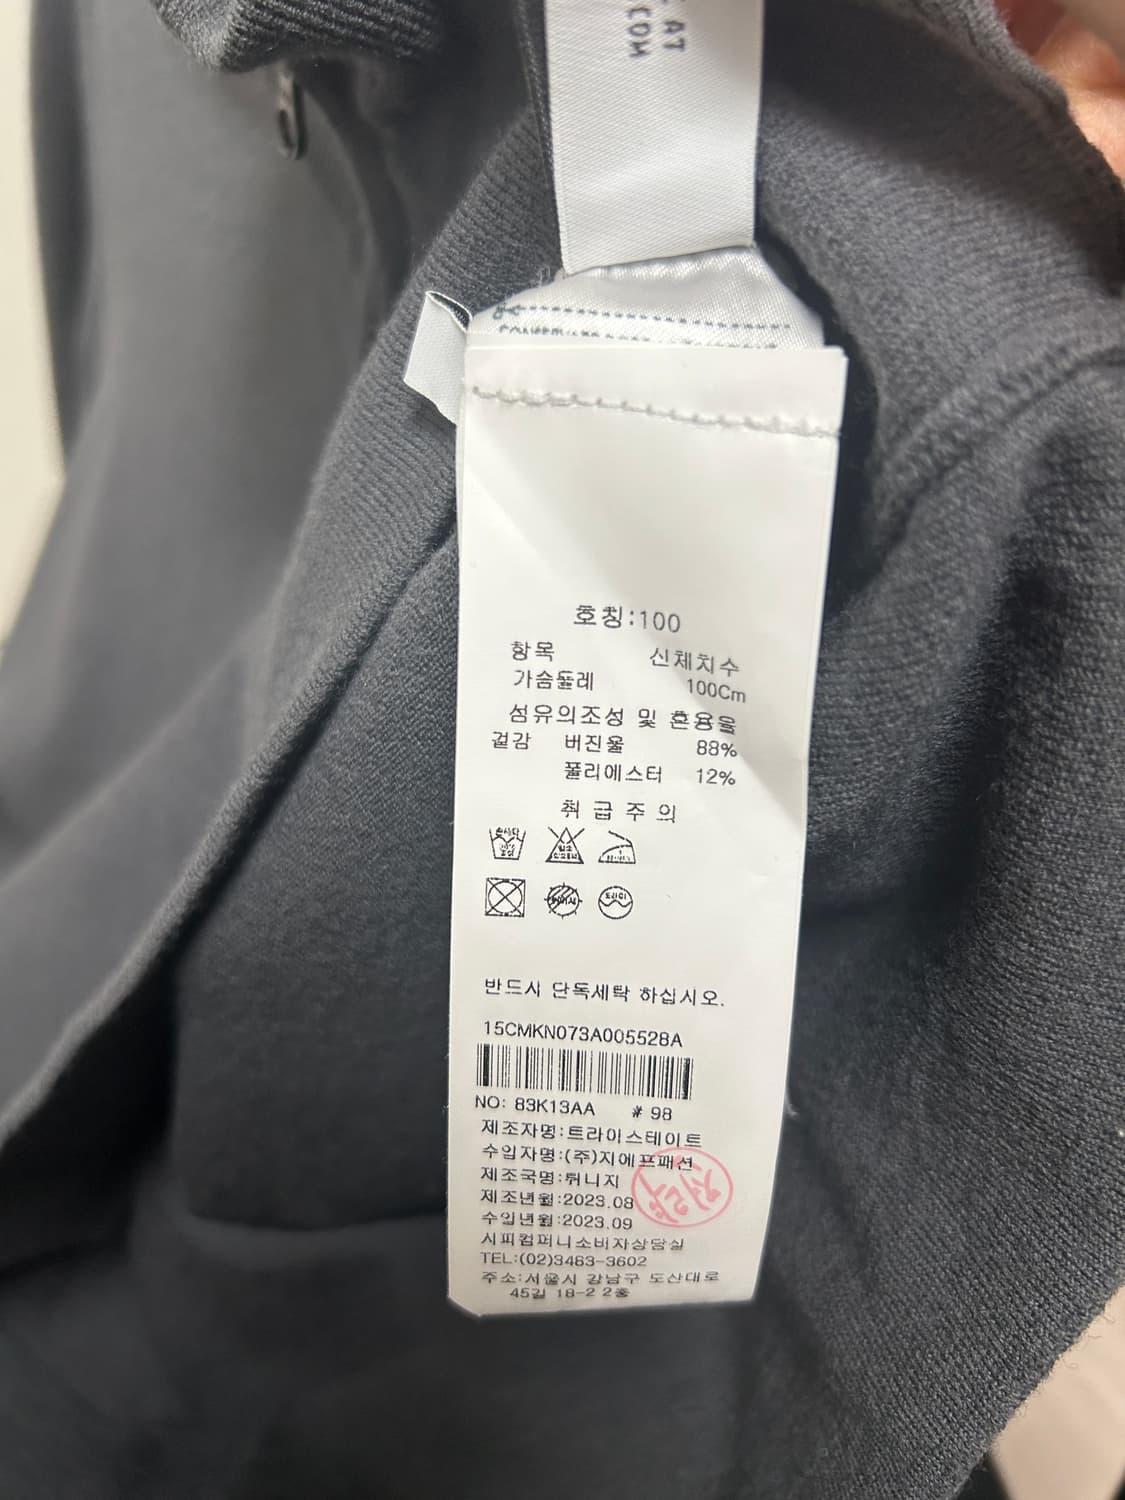 AT
COM
호칭:100
항목 신체치수
가슴둘레 100Cm
섬유의조성 및 혼용율
겉감 버진울 88%
폴리에스터 12%
취급주의
드라이
반드시 단독세탁 하십시오.
15CMKN073A005528A
NO: 83K13AA # 98
제조자명:트라이스테이트
수입자명:(주)지에프패션
제조국명:튀니지
제조년월:2023.08
수입년월:2023.09
시피컴퍼니소비자상담실
TEL:(02)3463-3602
주소:서울시 강남구 도산대로
45길 18-2 2층